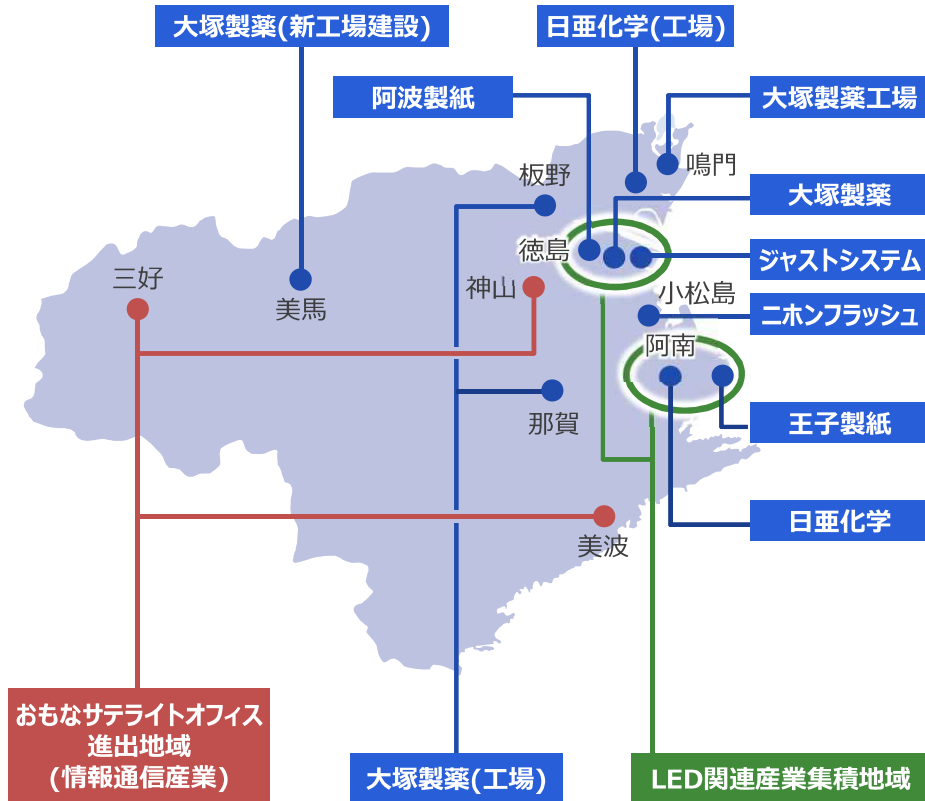 大塚製薬(新工場建設)
日亜化学(工場)
阿波製紙
大塚製薬工場
鳴門
板野
大塚製薬
徳島
ジャストシステム
三好
美馬
神山
小松島
ニホンフラッシュ
阿南
那賀
王子製紙
日亜化学
美波
おもなサテライトオフィス
進出地域
(情報通信産業)
大塚製薬(工場)
LED関連産業集積地域